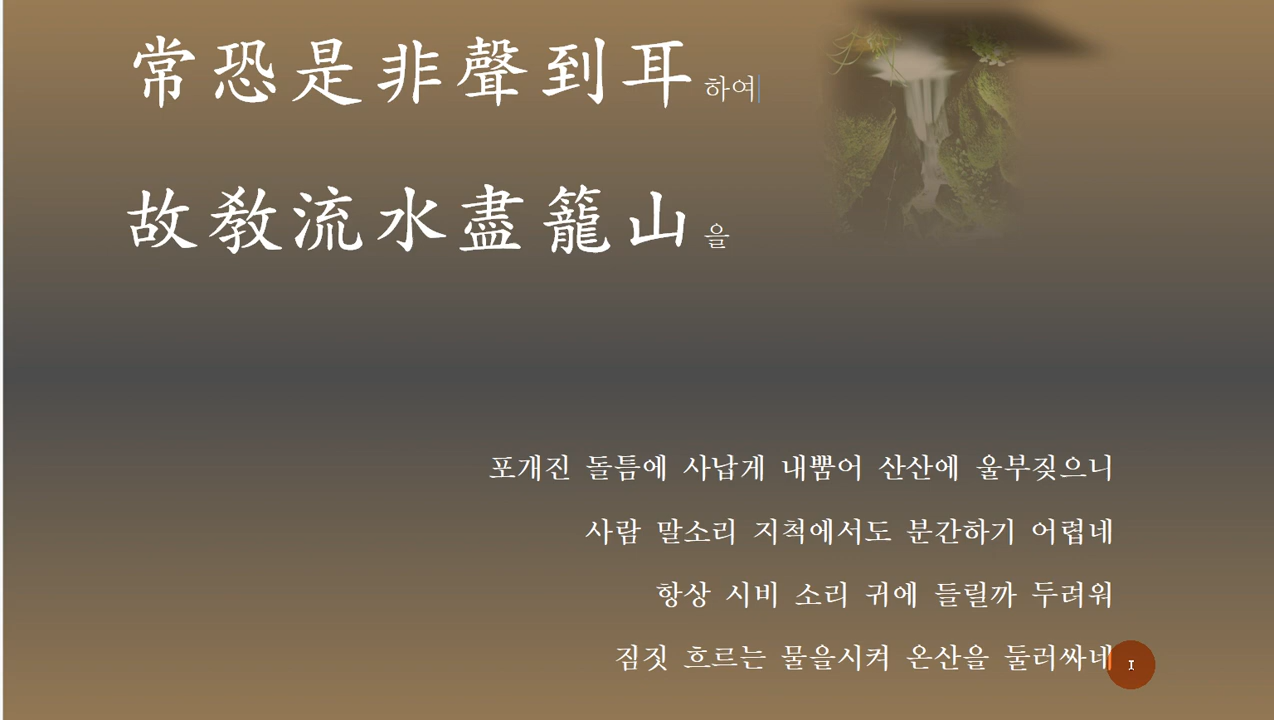 常恐是非聲到耳 하여
故敎流水盡籠山 을
포개진 돌틈에 사납게 내뿜어 산산에 울부짖으니
사람 말소리 지척에서도 분간하기 어렵네
항상 시비 소리 귀에 들릴까 두려워
짐짓 흐르는 물을시켜 온산을 둘러싸네